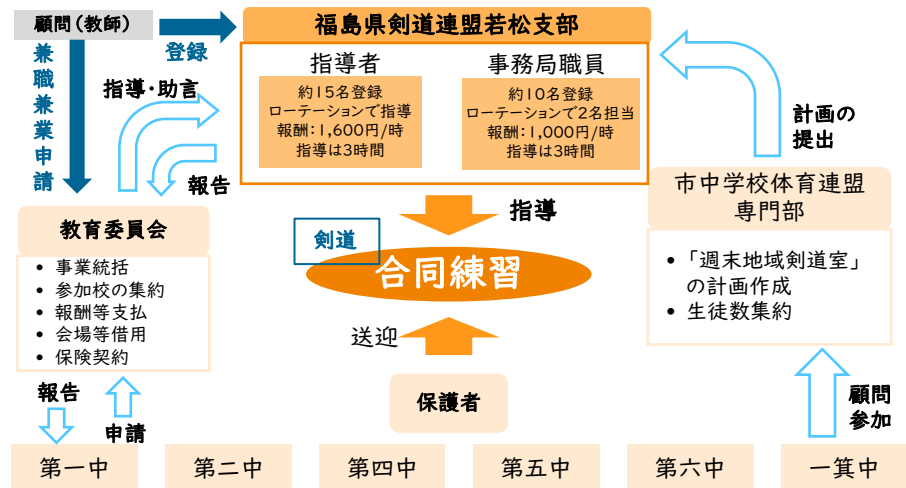 顧問（教師）
登録
福島県剣道連盟若松支部
兼職兼業申請
指導・助言
報告
指導者
約15名登録
ローテーションで指導
報酬：1,600円/時
指導は3時間
事務局職員
約10名登録
ローテーションで2名担当
報酬：1,000円/時
指導は3時間
計画の
提出
指導
教育委員会
• 事業統括
• 参加校の集約
• 報酬等支払
• 会場等借用
• 保険契約
剣道
合同練習
送迎
保護者
市中学校体育連盟
専門部
• 「週末地域剣道室」
の計画作成
• 生徒数集約
報告
申請
顧問
参加
第一中
第二中
第四中
第五中
第六中
一箕中